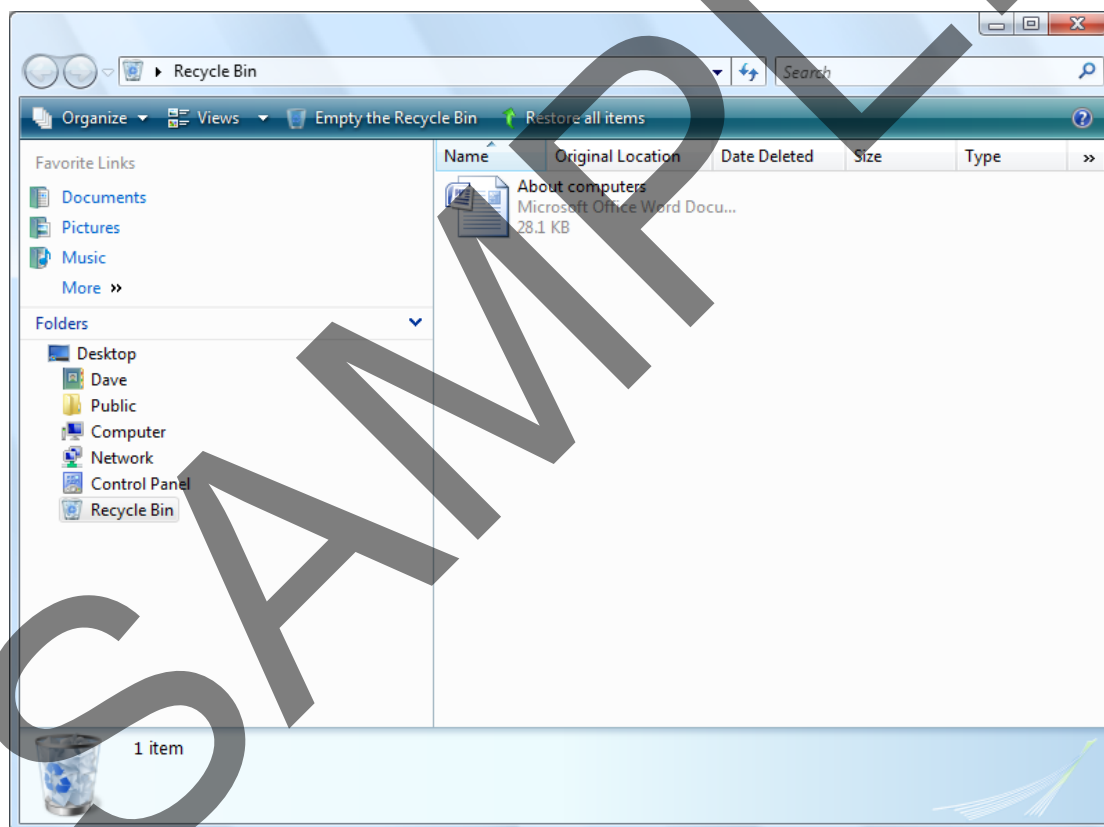 Recycle Bin
Search
Organize Views Empty the Recycle Bin Restore all items
Favorite Links
Documents
Pictures
Music
More »
Folders
Desktop
Dave
Public
Computer
Network
Control Panel
Recycle Bin
Name Original Location Date Deleted Size Type »
About computers
Microsoft Office Word Docu...
28.1 KB
1 item
SAMPL